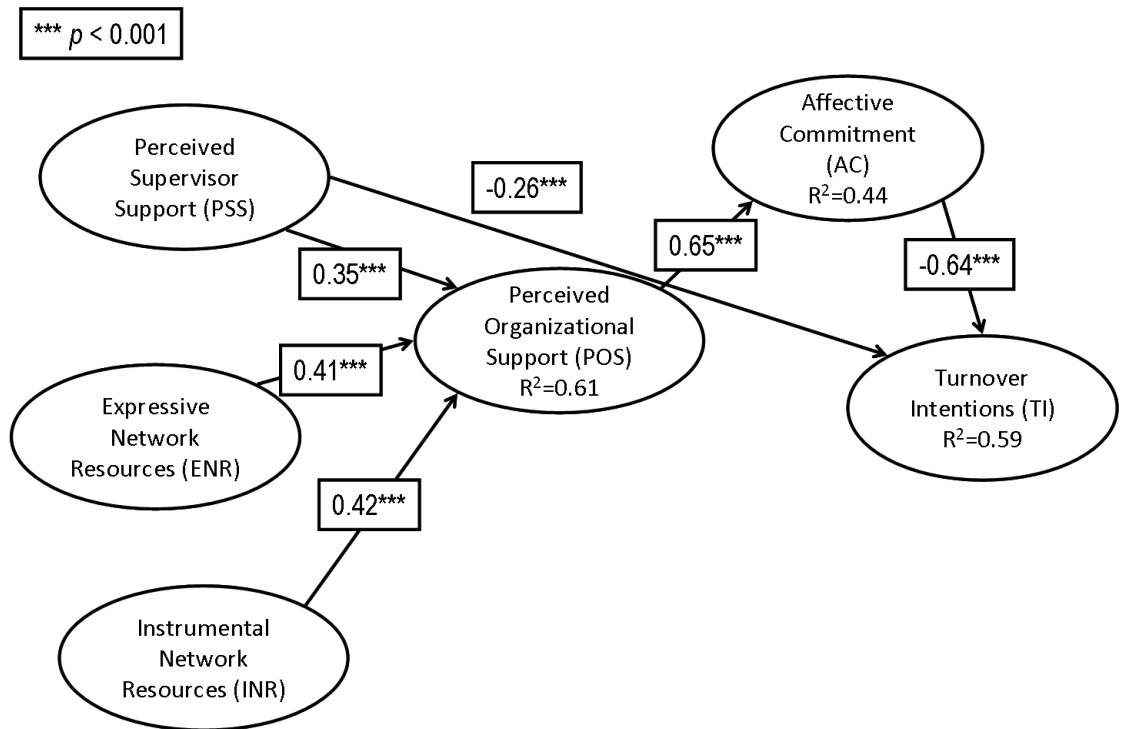 *** p < 0.001
Perceived
Supervisor
Support (PSS)
-0.26***
Affective
Commitment
(AC)
R²=0.44
0.65***
0.35***
-0.64***
Perceived
Organizational
Support (POS)
R²=0.61
0.41***
Expressive
Network
Resources (ENR)
Turnover
Intentions (TI)
R²=0.59
0.42***
Instrumental
Network
Resources (INR)